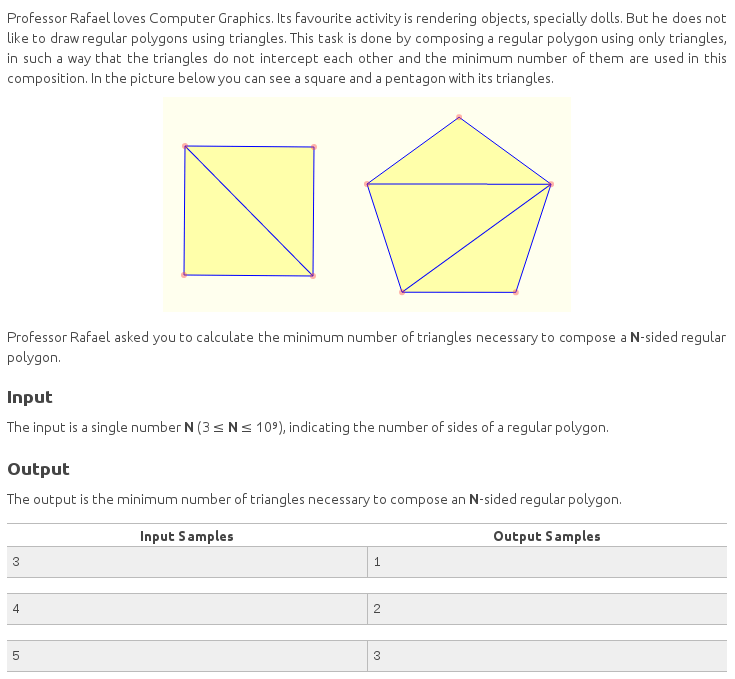 Professor Rafael loves Computer Graphics. Its favourite activity is rendering objects, specially dolls. But he does not
like to draw regular polygons using triangles. This task is done by composing a regular polygon using only triangles,
in such a way that the triangles do not intercept each other and the minimum number of them are used in this
composition. In the picture below you can see a square and a pentagon with its triangles.
Professor Rafael asked you to calculate the minimum number of triangles necessary to compose a N-sided regular
polygon.
Input
The input is a single number N (3 ≤ N ≤ 10⁹), indicating the number of sides of a regular polygon.
Output
The output is the minimum number of triangles necessary to compose an N-sided regular polygon.
Input Samples Output Samples
3 1
4 2
5 3